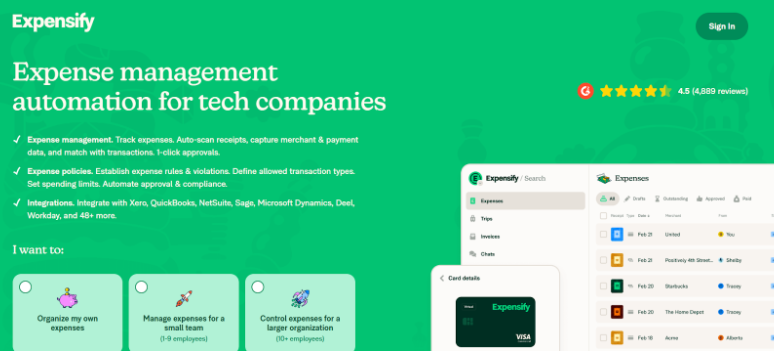 Expensify
Sign In
Expense management
automation for tech companies
4.5 (4,889 reviews)
Expense management. Track expenses. Auto-scan receipts, capture merchant & payment
data, and match with transactions. 1-click approvals.
Expense policies. Establish expense rules & violations. Define allowed transaction types.
Set spending limits. Automate approval & compliance.
Integrations. Integrate with Xero, QuickBooks, NetSuite, Sage, Microsoft Dynamics, Deel,
Workday, and 48+ more.
I want to:
Organize my own
expenses
Manage expenses for a
small team
(1-9 employees)
Control expenses for a
larger organization
(10+ employees)
Expensify / Search
Expenses
Trips
Invoices
Chats
Expenses
All Drafts Outstanding Approved Paid
Receipt Type Date Merchant From
Feb 21 United You
Feb 21 Positively 4th Street... Shelby
Feb 20 Starbucks Tracey
Feb 20 The Home Depot Tracey
Feb 18 Acme Alberta
Card details
Expensify
VISA